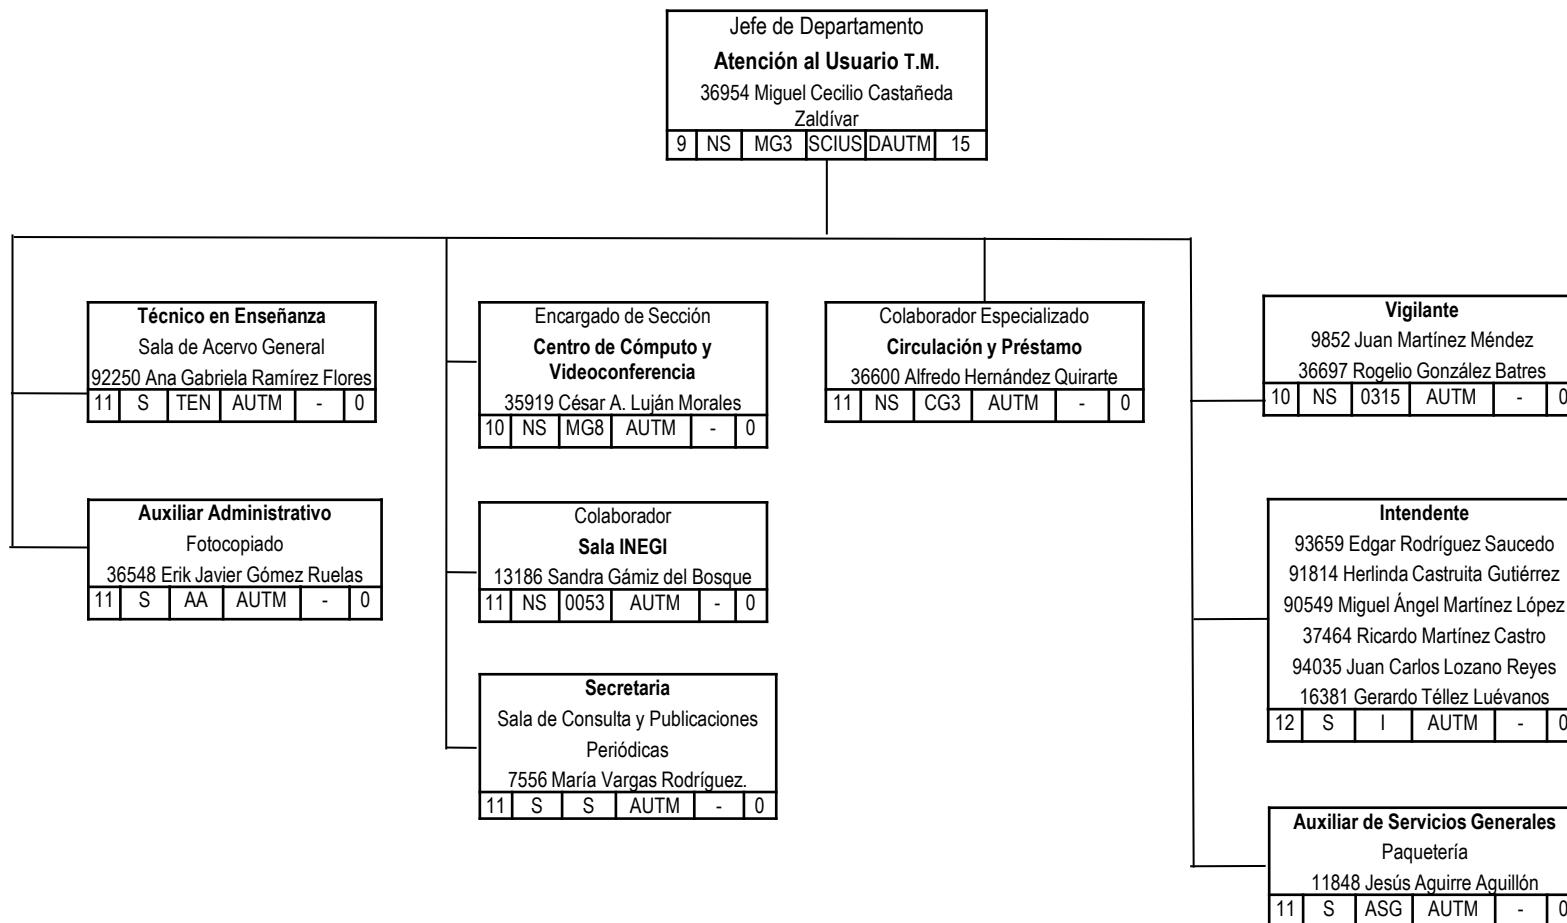 Jefe de Departamento
Atención al Usuario T.M.
36954 Miguel Cecilio Castañeda
Zaldívar
9 NS MG3 SCIUS DAUTM 15
Técnico en Enseñanza
Sala de Acervo General
92250 Ana Gabriela Ramírez Flores
11 S TEN AUTM - 0
Auxiliar Administrativo
Fotocopiado
36548 Erik Javier Gómez Ruelas
11 S AA AUTM - 0
Encargado de Sección
Centro de Cómputo y
Videoconferencia
35919 César A. Luján Morales
10 NS MG8 AUTM - 0
Colaborador
Sala INEGI
13186 Sandra Gámiz del Bosque
11 NS 0053 AUTM - 0
Secretaria
Sala de Consulta y Publicaciones
Periódicas
7556 María Vargas Rodríguez.
11 S S AUTM - 0
Colaborador Especializado
Circulación y Préstamo
36600 Alfredo Hernández Quirarte
11 NS CG3 AUTM - 0
Vigilante
9852 Juan Martínez Méndez
36697 Rogelio González Batres
10 NS 0315 AUTM - 0
Intendente
93659 Edgar Rodríguez Saucedo
91814 Herlinda Castruita Gutiérrez
90549 Miguel Ángel Martínez López
37464 Ricardo Martínez Castro
94035 Juan Carlos Lozano Reyes
16381 Gerardo Téllez Luévanos
12 S I AUTM - 0
Auxiliar de Servicios Generales
Paquetería
11848 Jesús Aguirre Aguillón
11 S ASG AUTM - 0